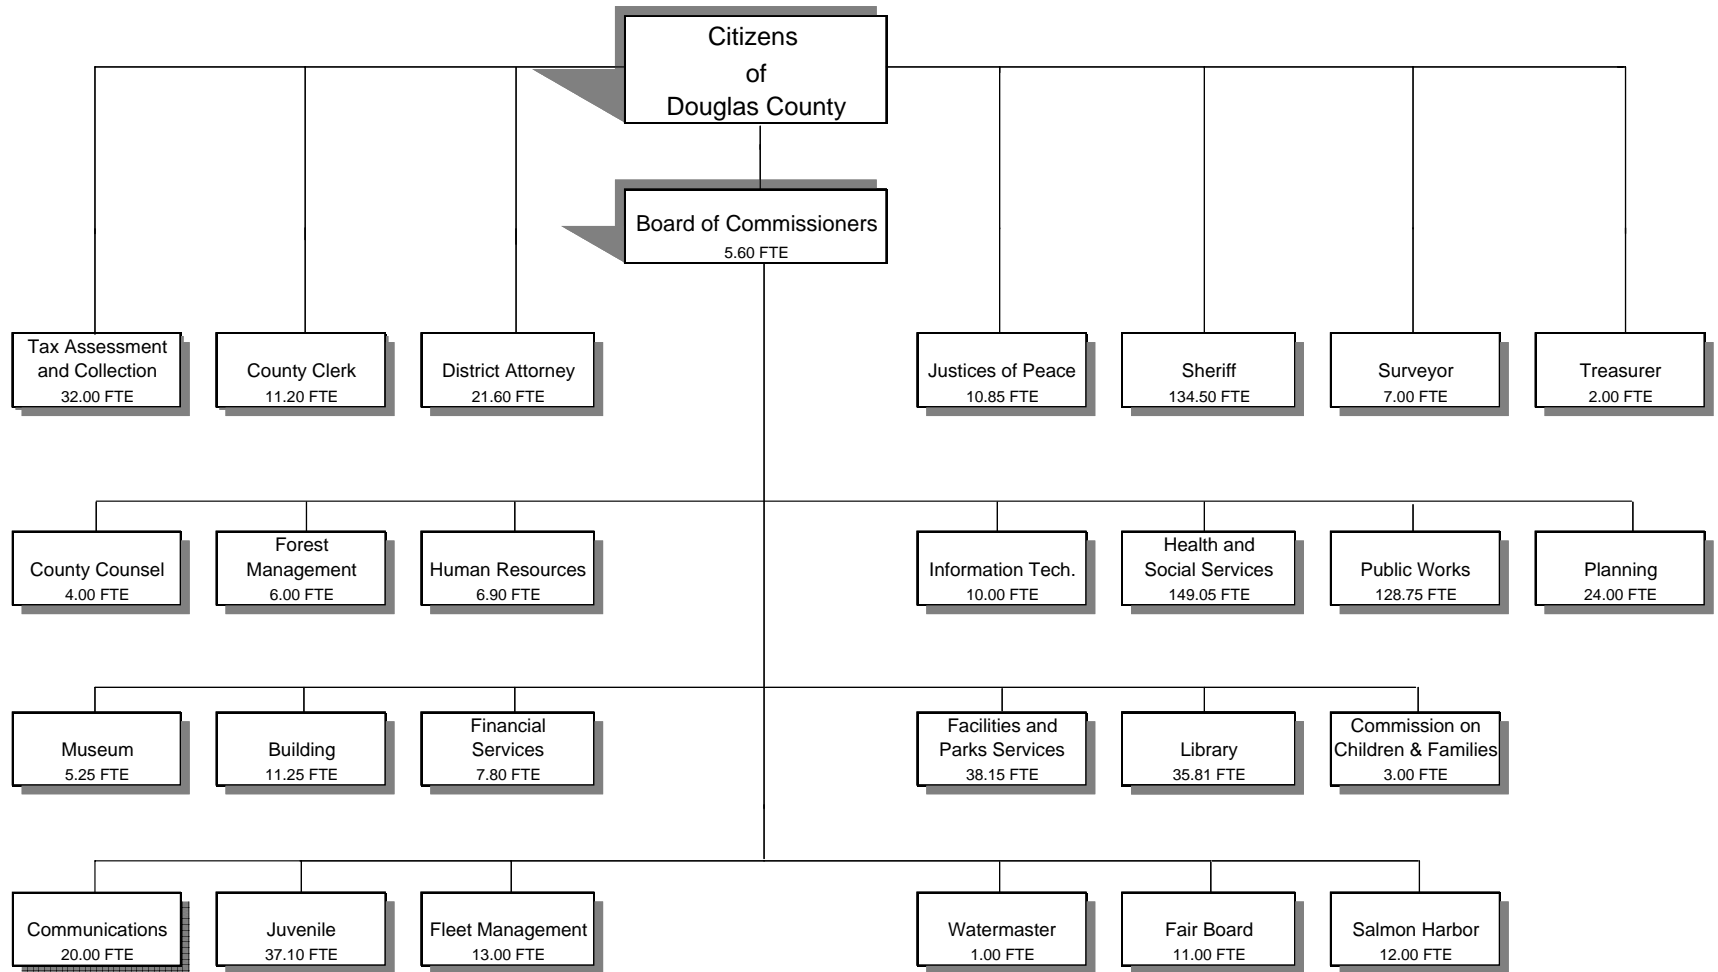 Citizens
of
Douglas County
Board of Commissioners
5.60 FTE
Tax Assessment
and Collection
32.00 FTE
County Clerk
11.20 FTE
District Attorney
21.60 FTE
Justices of Peace
10.85 FTE
Sheriff
134.50 FTE
Surveyor
7.00 FTE
Treasurer
2.00 FTE
County Counsel
4.00 FTE
Forest
Management
6.00 FTE
Human Resources
6.90 FTE
Information Tech.
10.00 FTE
Health and
Social Services
149.05 FTE
Public Works
128.75 FTE
Planning
24.00 FTE
Museum
5.25 FTE
Building
11.25 FTE
Financial
Services
7.80 FTE
Facilities and
Parks Services
38.15 FTE
Library
35.81 FTE
Commission on
Children & Families
3.00 FTE
Communications
20.00 FTE
Juvenile
37.10 FTE
Fleet Management
13.00 FTE
Watermaster
1.00 FTE
Fair Board
11.00 FTE
Salmon Harbor
12.00 FTE